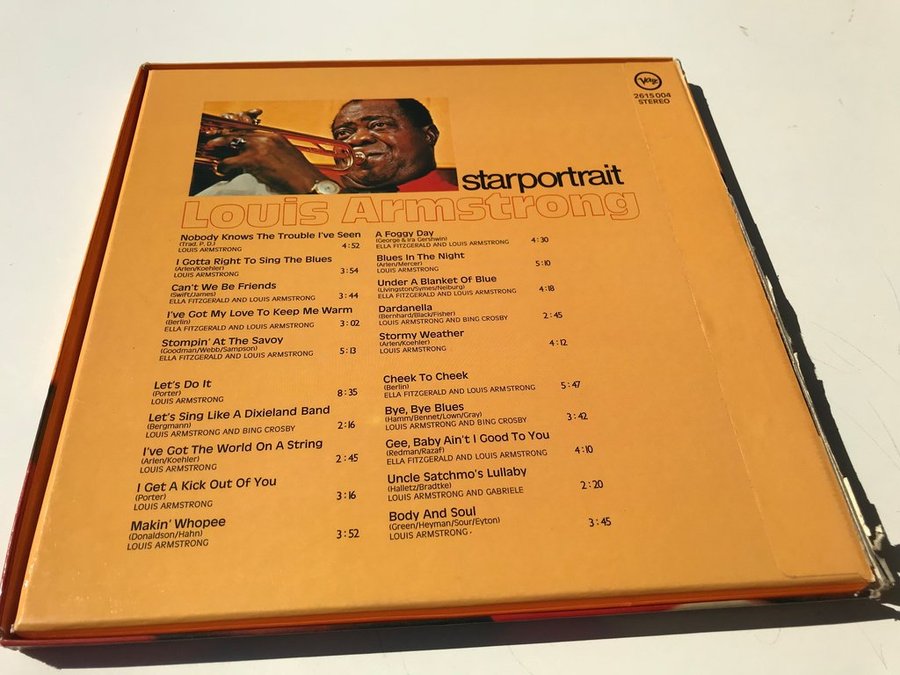 Verve
2615 004
STEREO
starportrait
Louis Armstrong
Nobody Knows The Trouble I've Seen
(Trad. P. D.)
LOUIS ARMSTRONG 4:52
I Gotta Right To Sing The Blues
(Arlen/Koehler)
LOUIS ARMSTRONG 3:54
Can't We Be Friends
(Swift/James)
ELLA FITZGERALD AND LOUIS ARMSTRONG 3:44
I've Got My Love To Keep Me Warm
(Berlin)
ELLA FITZGERALD AND LOUIS ARMSTRONG 3:02
Stompin' At The Savoy
(Goodman/Webb/Sampson)
ELLA FITZGERALD AND LOUIS ARMSTRONG 5:13
Let's Do It
(Porter)
LOUIS ARMSTRONG 8:35
Let's Sing Like A Dixieland Band
(Bergmann)
LOUIS ARMSTRONG AND BING CROSBY 2:16
I've Got The World On A String
(Arlen/Koehler)
LOUIS ARMSTRONG 2:45
I Get A Kick Out Of You
(Porter)
LOUIS ARMSTRONG 3:16
Makin' Whopee
(Donaldson/Hahn)
LOUIS ARMSTRONG 3:52
A Foggy Day
(George & Ira Gershwin)
ELLA FITZGERALD AND LOUIS ARMSTRONG 4:30
Blues In The Night
(Arlen/Mercer)
LOUIS ARMSTRONG 5:10
Under A Blanket Of Blue
(Livingston/Symes/Neiburg)
ELLA FITZGERALD AND LOUIS ARMSTRONG 4:18
Dardanella
(Bernhard/Black/Fisher)
LOUIS ARMSTRONG AND BING CROSBY 2:45
Stormy Weather
(Arlen/Koehler)
LOUIS ARMSTRONG 4:12
Cheek To Cheek
(Berlin)
ELLA FITZGERALD AND LOUIS ARMSTRONG 5:47
Bye, Bye Blues
(Hamm/Bennet/Lown/Gray)
LOUIS ARMSTRONG AND BING CROSBY 3:42
Gee, Baby Ain't I Good To You
(Redman/Razaf)
ELLA FITZGERALD AND LOUIS ARMSTRONG 4:10
Uncle Satchmo's Lullaby
(Halletz/Bradtke)
LOUIS ARMSTRONG AND GABRIELE 2:20
Body And Soul
(Green/Heyman/Sour/Eyton)
LOUIS ARMSTRONG 3:45